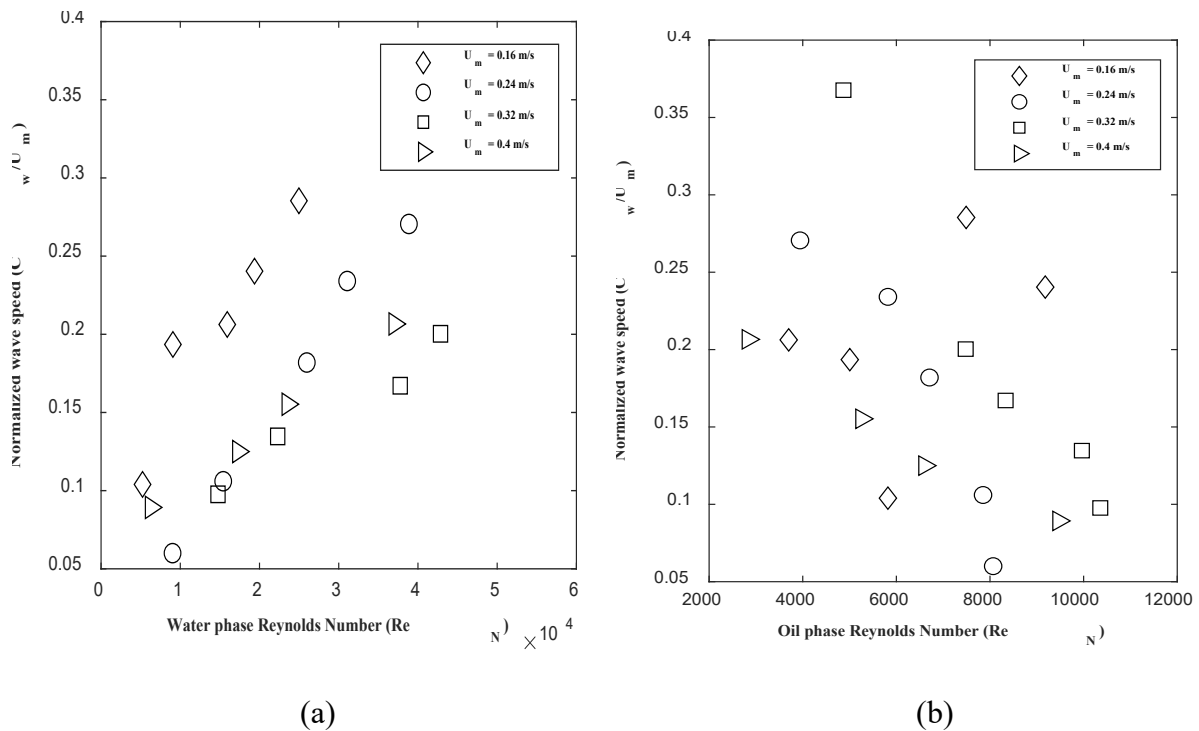 0.4
0.35
0.3
0.25
0.2
0.15
0.1
0.05
Normalized wave speed (C w/U m)
U m = 0.16 m/s
U m = 0.24 m/s
U m = 0.32 m/s
U m = 0.4 m/s
0 1 2 3 4 5 6
Water phase Reynolds Number (Re N) ×10 4
(a)
0.4
0.35
0.3
0.25
0.2
0.15
0.1
0.05
Normalized wave speed (C w/U m)
U m = 0.16 m/s
U m = 0.24 m/s
U m = 0.32 m/s
U m = 0.4 m/s
2000 4000 6000 8000 10000 12000
Oil phase Reynolds Number (Re N)
(b)